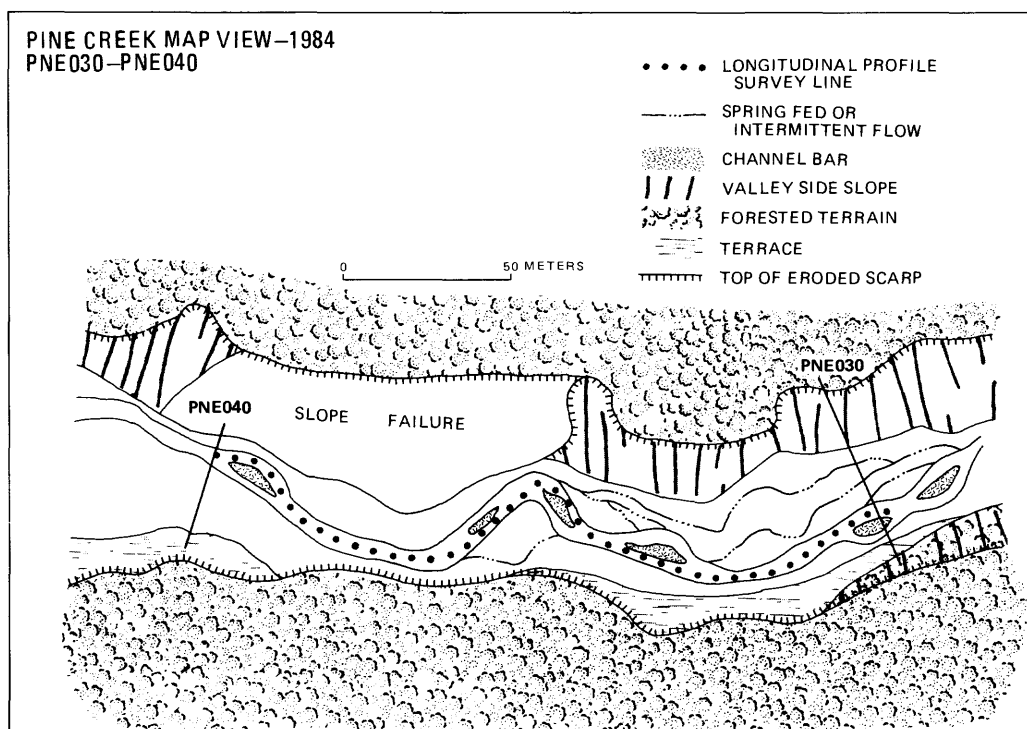 PINE CREEK MAP VIEW–1984
PNE030–PNE040
LONGITUDINAL PROFILE
SURVEY LINE
SPRING FED OR
INTERMITTENT FLOW
CHANNEL BAR
VALLEY SIDE SLOPE
FORESTED TERRAIN
TERRACE
TOP OF ERODED SCARP
0 50 METERS
PNE030
PNE040
SLOPE FAILURE